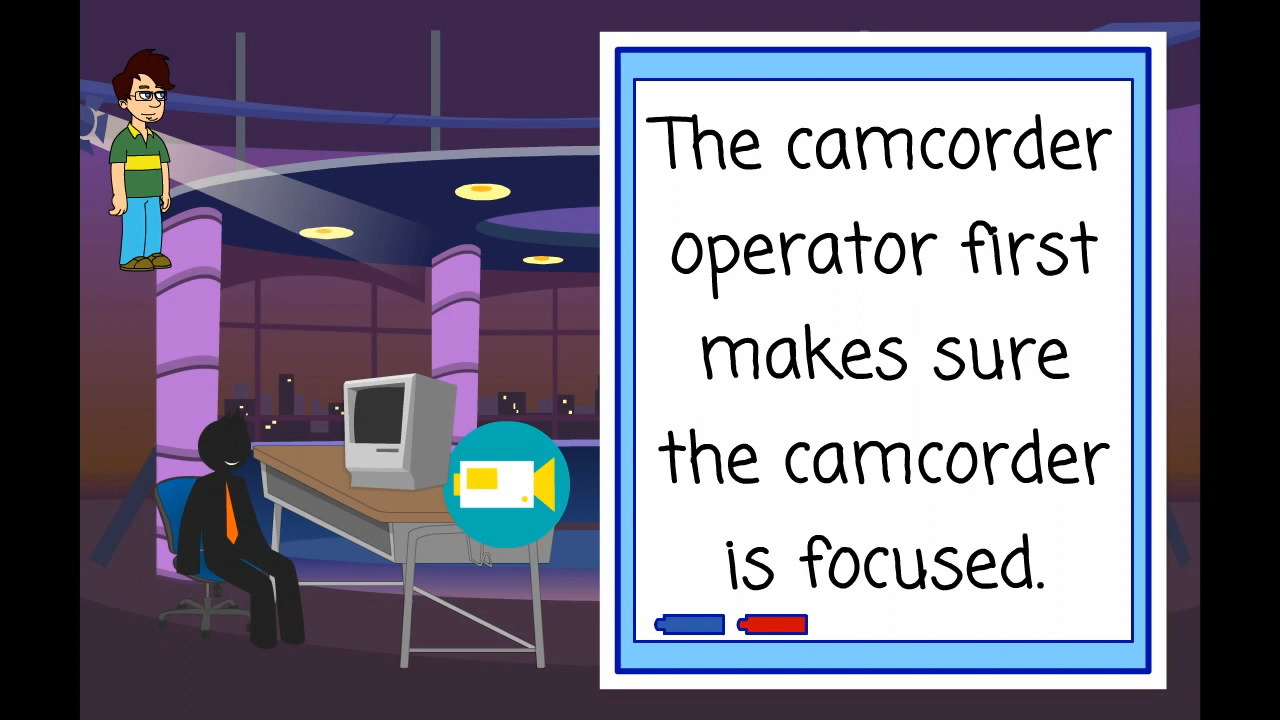 The camcorder
operator first
makes sure
the camcorder
is focused.